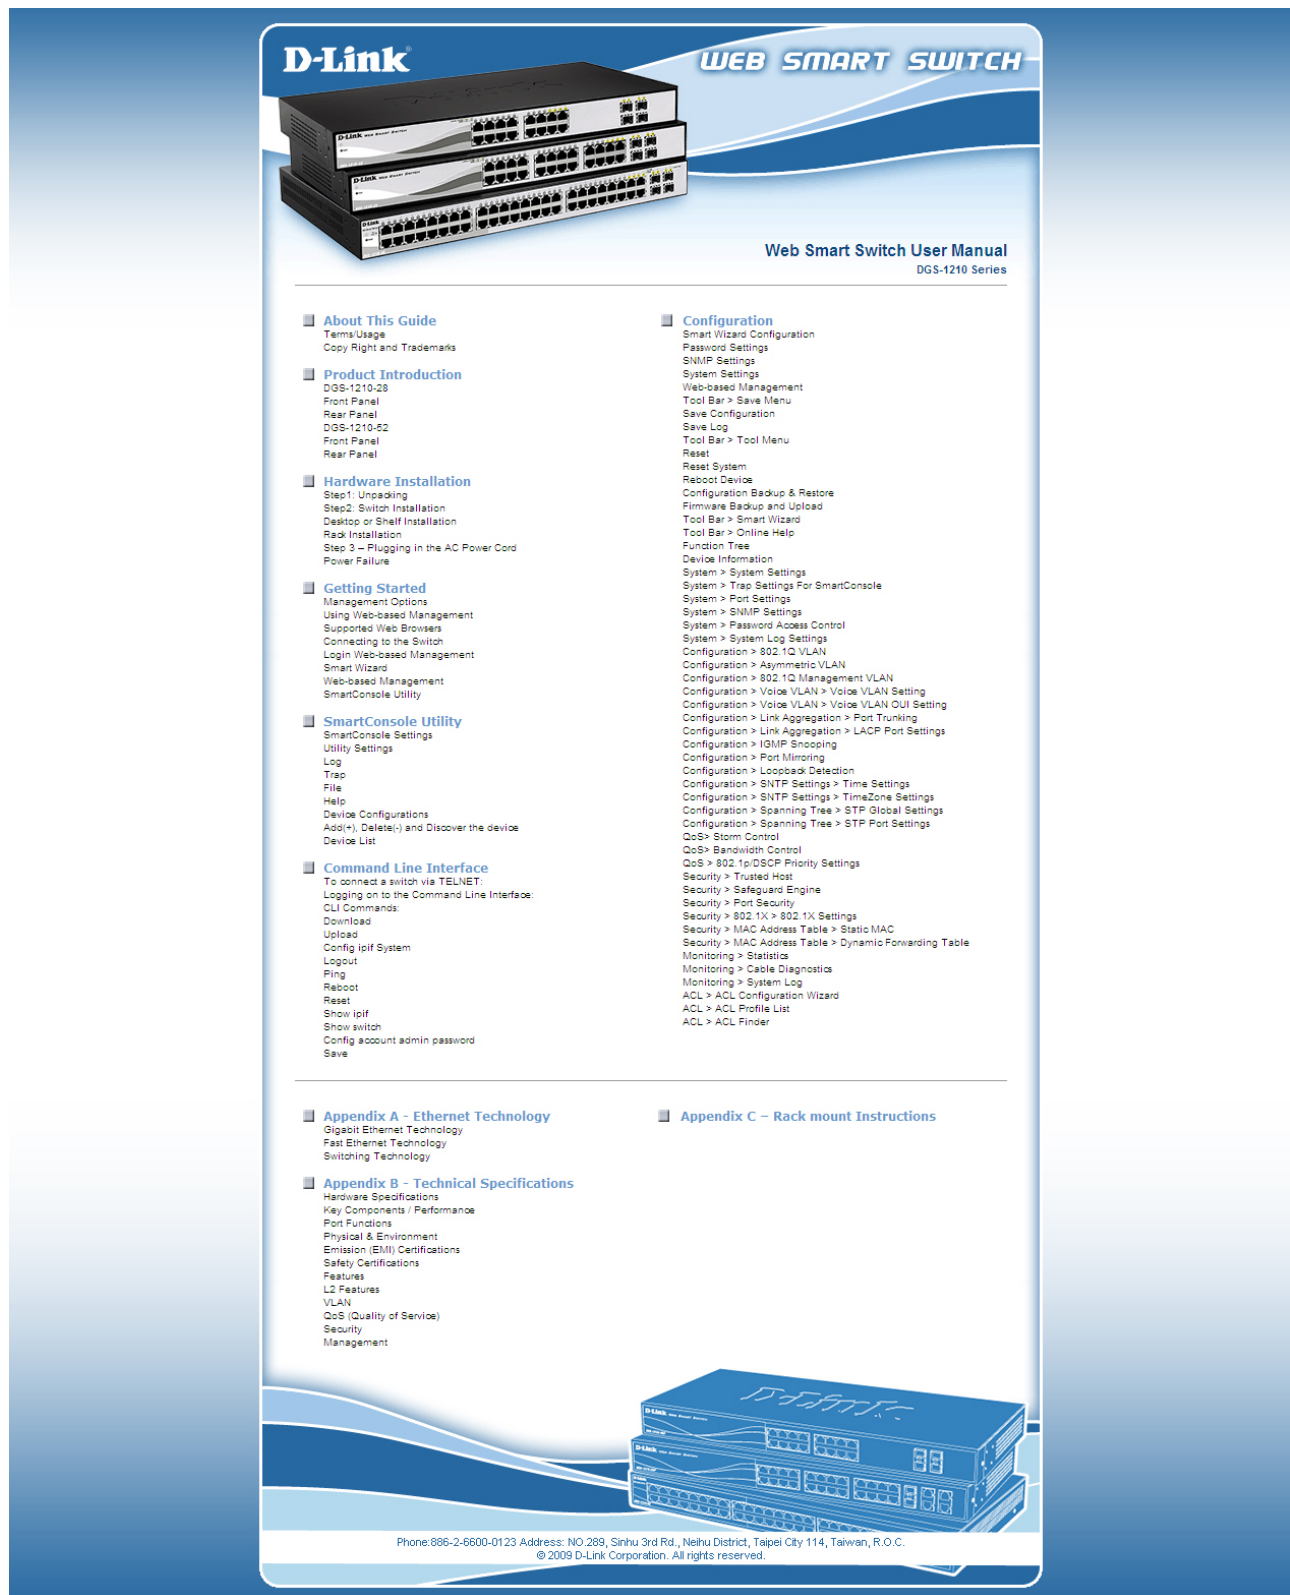 D-Link
WEB SMART SWITCH
D-Link WEB SMART SWITCH
D-Link WEB SMART SWITCH
D-Link
Web Smart Switch User Manual
DGS-1210 Series
About This Guide
Terms/Usage
Copy Right and Trademarks
Product Introduction
DGS-1210-28
Front Panel
Rear Panel
DGS-1210-52
Front Panel
Rear Panel
Hardware Installation
Step1: Unpacking
Step2: Switch Installation
Desktop or Shelf Installation
Rack Installation
Step 3 – Plugging in the AC Power Cord
Power Failure
Getting Started
Management Options
Using Web-based Management
Supported Web Browsers
Connecting to the Switch
Login Web-based Management
Smart Wizard
Web-based Management
SmartConsole Utility
SmartConsole Utility
SmartConsole Settings
Utility Settings
Log
Trap
File
Help
Device Configurations
Add(+), Delete(-) and Discover the device
Device List
Command Line Interface
To connect a switch via TELNET:
Logging on to the Command Line Interface:
CLI Commands:
Download
Upload
Config ipif System
Logout
Ping
Reboot
Reset
Show ipif
Show switch
Config account admin password
Save
Configuration
Smart Wizard Configuration
Password Settings
SNMP Settings
System Settings
Web-based Management
Tool Bar > Save Menu
Save Configuration
Save Log
Tool Bar > Tool Menu
Reset
Reset System
Reboot Device
Configuration Backup & Restore
Firmware Backup and Upload
Tool Bar > Smart Wizard
Tool Bar > Online Help
Function Tree
Device Information
System > System Settings
System > Trap Settings For SmartConsole
System > Port Settings
System > SNMP Settings
System > Password Access Control
System > System Log Settings
Configuration > 802.1Q VLAN
Configuration > Asymmetric VLAN
Configuration > 802.1Q Management VLAN
Configuration > Voice VLAN > Voice VLAN Setting
Configuration > Voice VLAN > Voice VLAN OUI Setting
Configuration > Link Aggregation > Port Trunking
Configuration > Link Aggregation > LACP Port Settings
Configuration > IGMP Snooping
Configuration > Port Mirroring
Configuration > Loopback Detection
Configuration > SNTP Settings > Time Settings
Configuration > SNTP Settings > TimeZone Settings
Configuration > Spanning Tree > STP Global Settings
Configuration > Spanning Tree > STP Port Settings
QoS> Storm Control
QoS> Bandwidth Control
QoS > 802.1p/DSCP Priority Settings
Security > Trusted Host
Security > Safeguard Engine
Security > Port Security
Security > 802.1X > 802.1X Settings
Security > MAC Address Table > Static MAC
Security > MAC Address Table > Dynamic Forwarding Table
Monitoring > Statistics
Monitoring > Cable Diagnostics
Monitoring > System Log
ACL > ACL Configuration Wizard
ACL > ACL Profile List
ACL > ACL Finder
Appendix A - Ethernet Technology
Gigabit Ethernet Technology
Fast Ethernet Technology
Switching Technology
Appendix B - Technical Specifications
Hardware Specifications
Key Components / Performance
Port Functions
Physical & Environment
Emission (EMI) Certifications
Safety Certifications
Features
L2 Features
VLAN
QoS (Quality of Service)
Security
Management
Appendix C – Rack mount Instructions
D-Link
D-Link WEB SMART SWITCH
D-Link WEB SMART SWITCH
D-Link
Phone:886-2-6600-0123 Address: NO.289, Sinhu 3rd Rd., Neihu District, Taipei City 114, Taiwan, R.O.C.
© 2009 D-Link Corporation. All rights reserved.